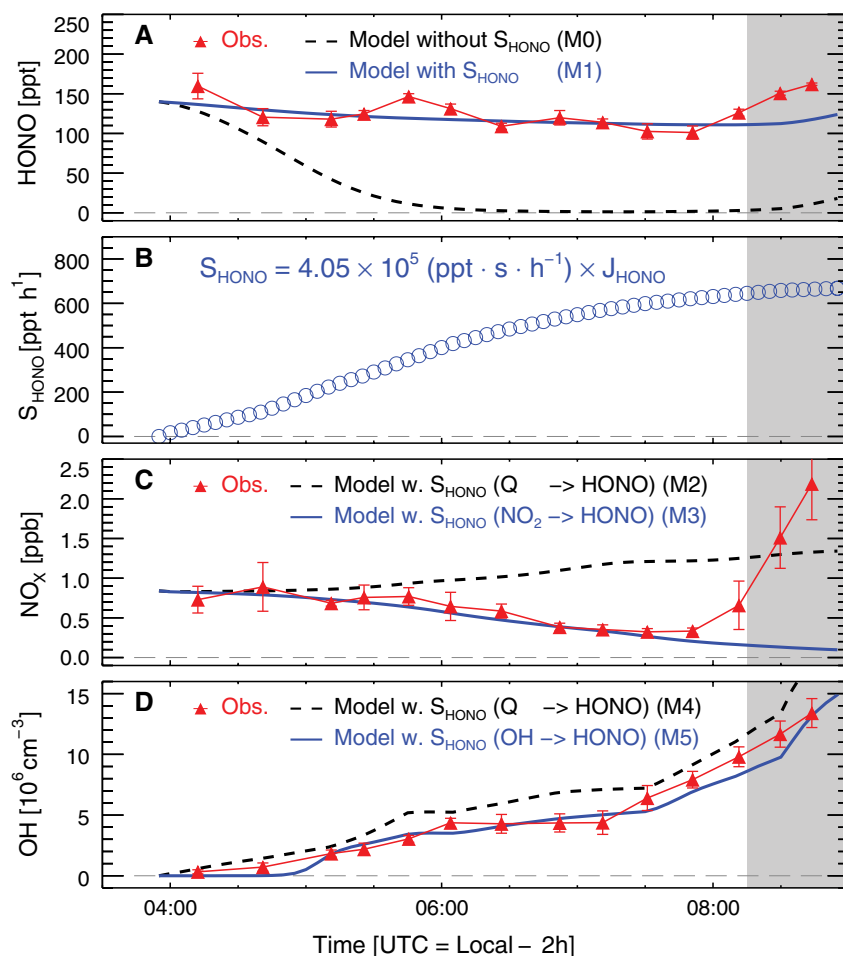 A
Obs.
Model without S_HONO (M0)
Model with S_HONO (M1)
250
200
150
100
50
0
HONO [ppt]
B
S_HONO = 4.05 × 10^5 (ppt · s · h^−1) × J_HONO
800
600
400
200
0
S_HONO [ppt h^1]
C
Obs.
Model w. S_HONO (Q −> HONO) (M2)
Model w. S_HONO (NO_2 −> HONO) (M3)
2.5
2.0
1.5
1.0
0.5
0.0
NO_X [ppb]
D
Obs.
Model w. S_HONO (Q −> HONO) (M4)
Model w. S_HONO (OH −> HONO) (M5)
15
10
5
0
OH [10^6 cm^−3]
04:00 06:00 08:00
Time [UTC = Local − 2h]